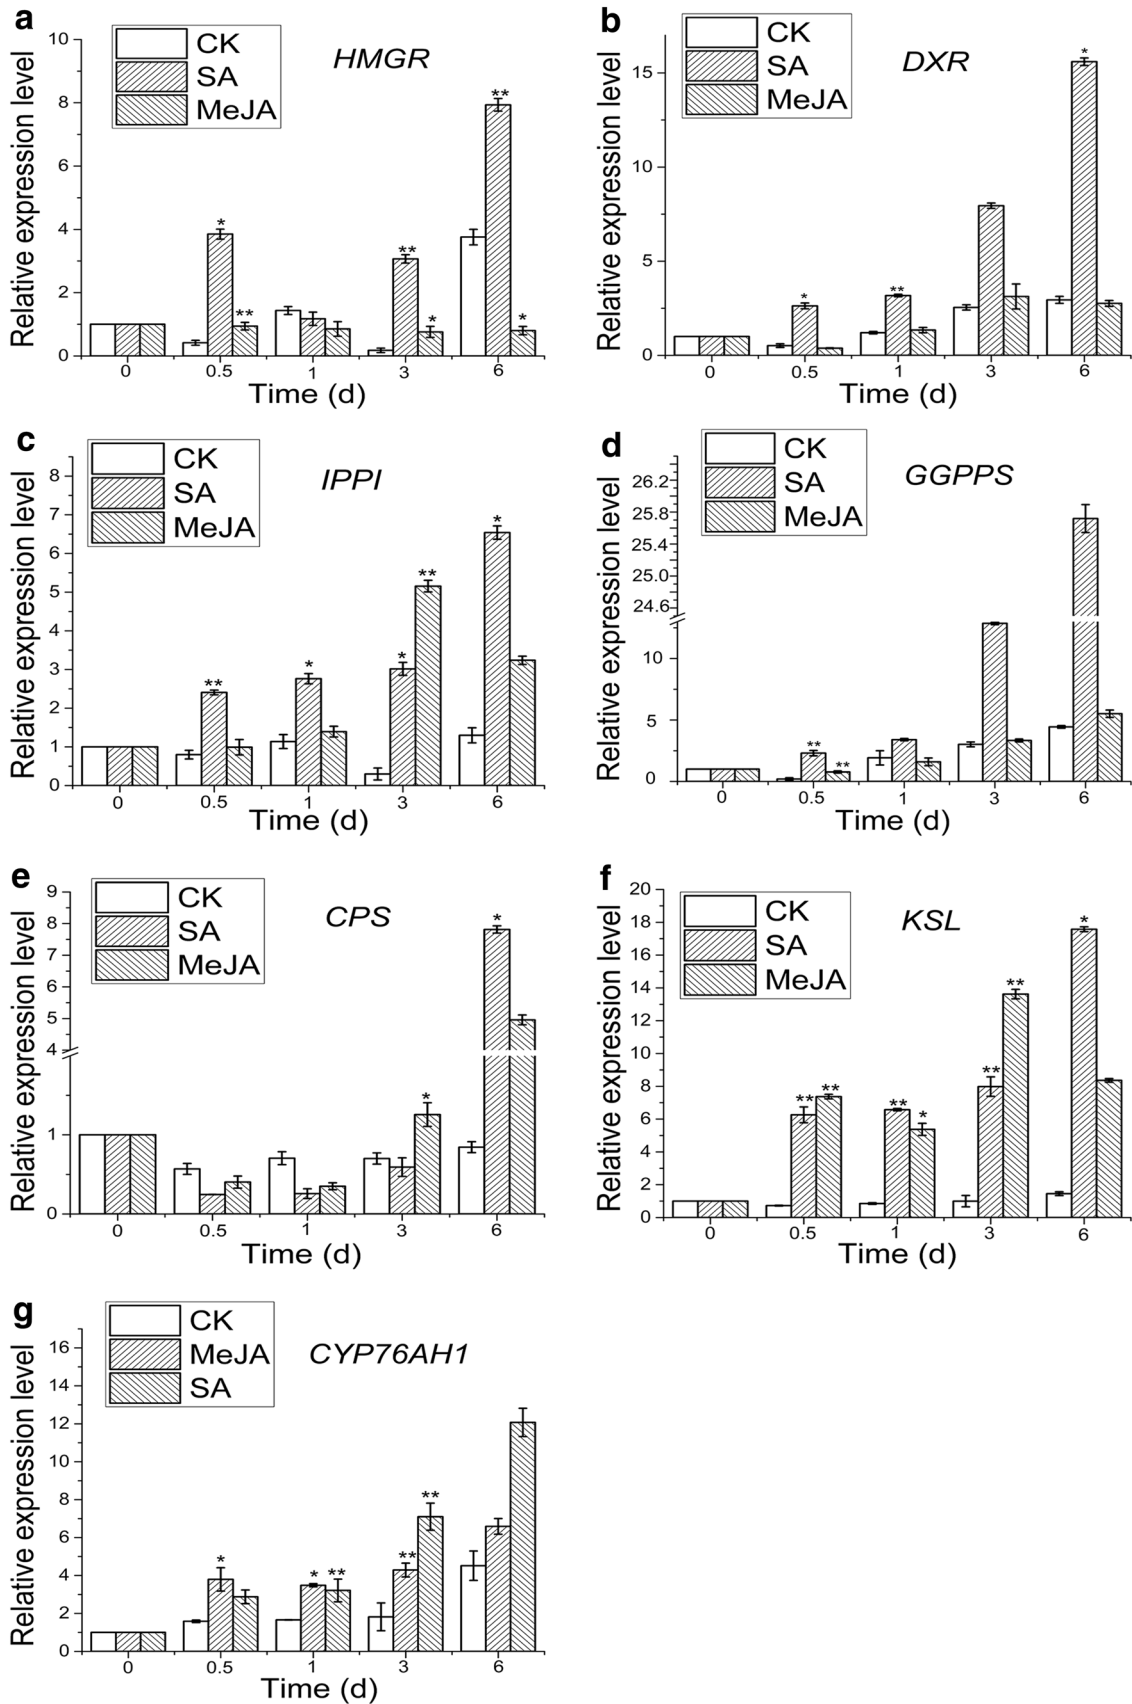 a
HMGR
CK
SA
MeJA
Relative expression level
10
8
6
4
2
0
* ** ** * ** *
0 0.5 1 3 6
Time (d)
b
DXR
CK
SA
MeJA
Relative expression level
15
10
5
0
* ** *
0 0.5 1 3 6
Time (d)
c
IPPI
CK
SA
MeJA
Relative expression level
8
7
6
5
4
3
2
1
0
** * * ** *
0 0.5 1 3 6
Time (d)
d
GGPPS
CK
SA
MeJA
Relative expression level
26.2
25.8
25.4
25.0
24.6
10
5
0
** **
0 0.5 1 3 6
Time (d)
e
CPS
CK
SA
MeJA
Relative expression level
9
8
7
6
5
4
1
0
* *
0 0.5 1 3 6
Time (d)
f
KSL
CK
SA
MeJA
Relative expression level
20
18
16
14
12
10
8
6
4
2
0
** ** ** * ** ** *
0 0.5 1 3 6
Time (d)
g
CYP76AH1
CK
MeJA
SA
Relative expression level
16
14
12
10
8
6
4
2
0
* * ** ** **
0 0.5 1 3 6
Time (d)